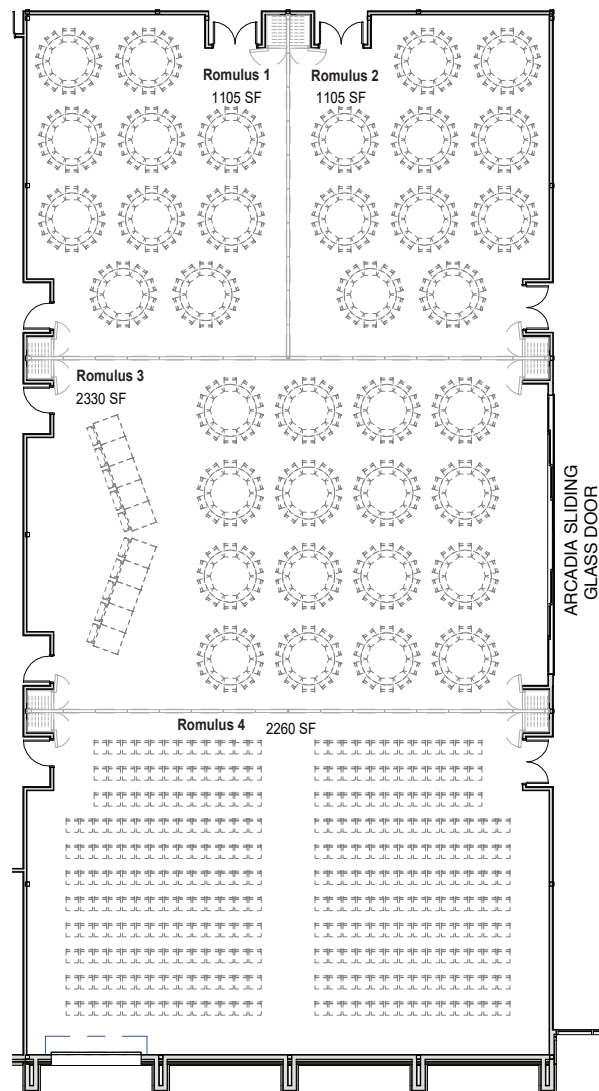 Romulus 1
1105 SF
Romulus 2
1105 SF
Romulus 3
2330 SF
ARCADIA SLIDING
GLASS DOOR
Romulus 4
2260 SF